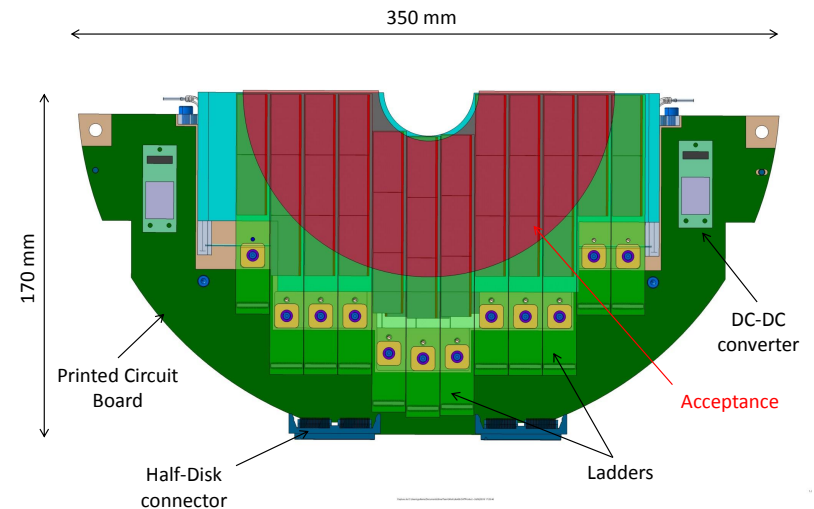 350 mm
170 mm
Printed Circuit
Board
DC-DC
converter
Acceptance
Ladders
Half-Disk
connector